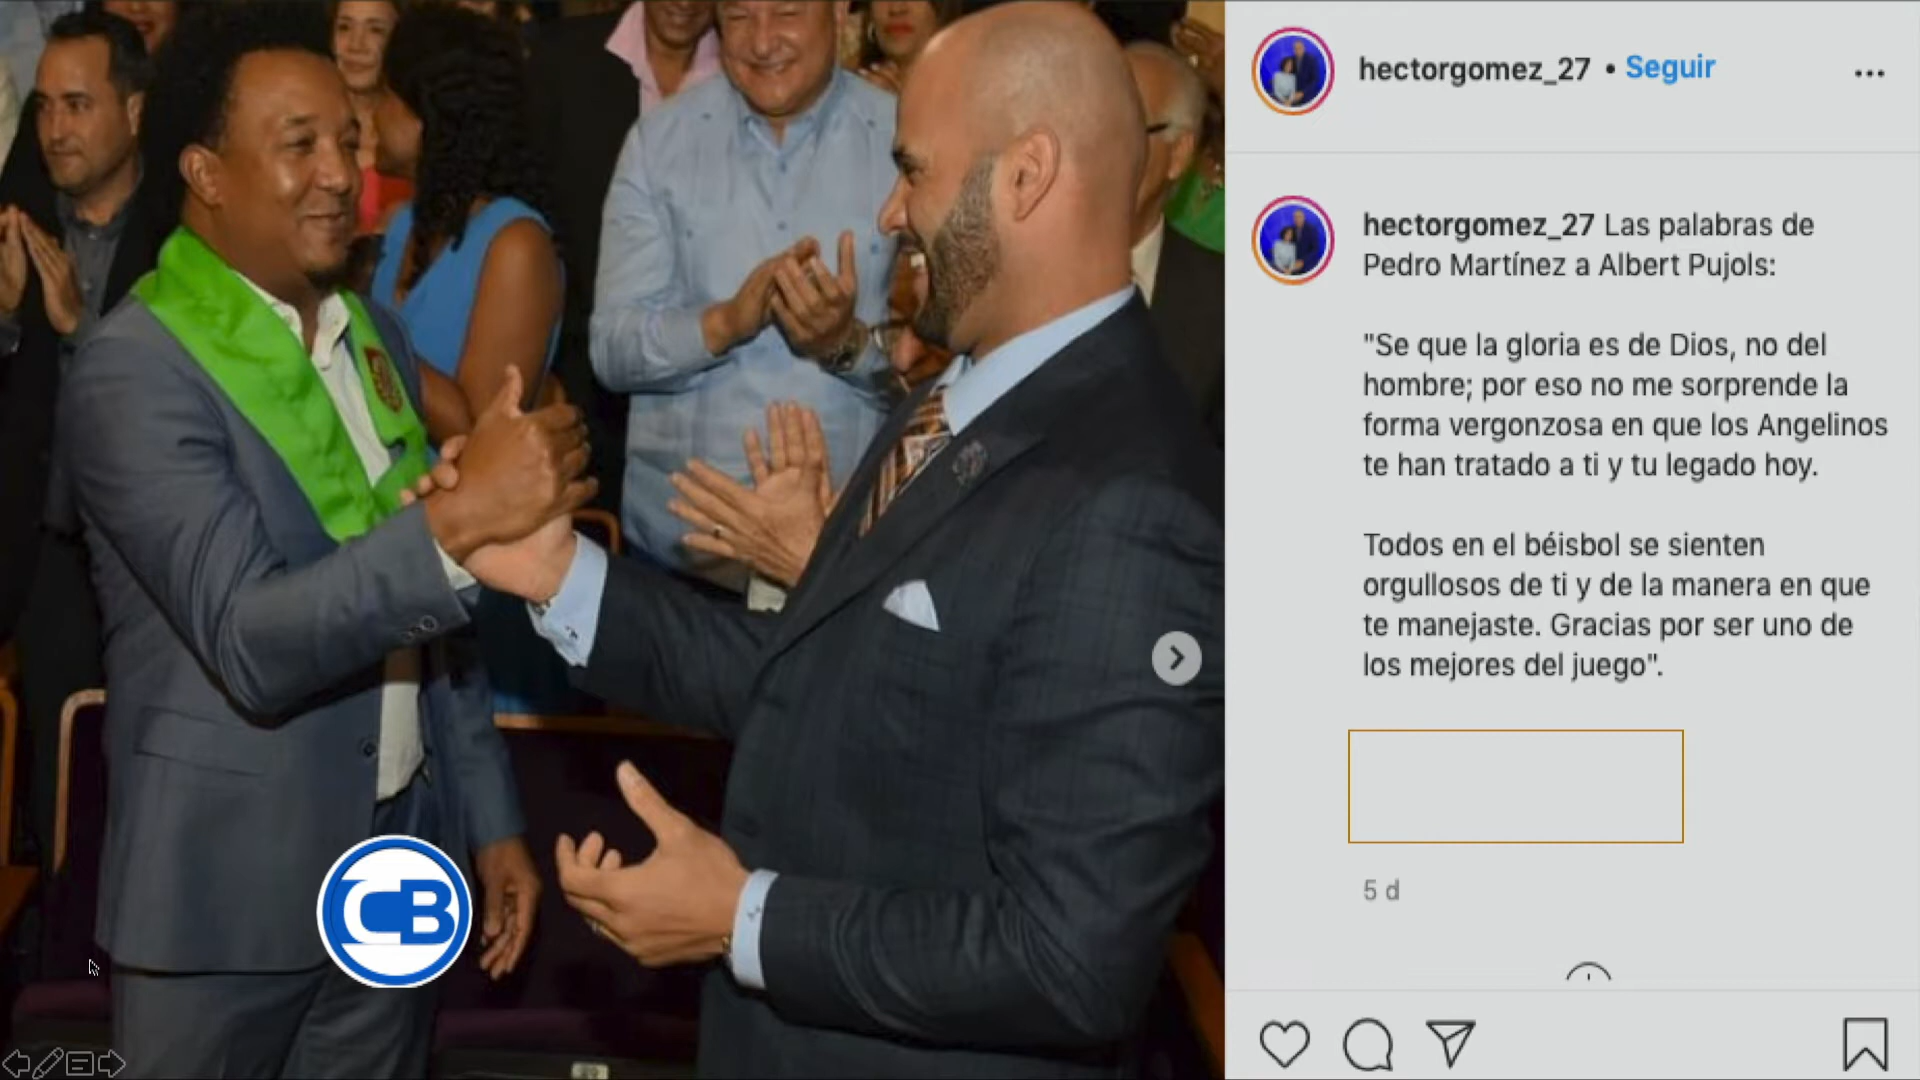 hectorgomez_27 • Seguir
hectorgomez_27 Las palabras de
Pedro Martínez a Albert Pujols:
"Se que la gloria es de Dios, no del
hombre; por eso no me sorprende la
forma vergonzosa en que los Angelinos
te han tratado a ti y tu legado hoy.
Todos en el béisbol se sienten
orgullosos de ti y de la manera en que
te manejaste. Gracias por ser uno de
los mejores del juego".
5 d
CB